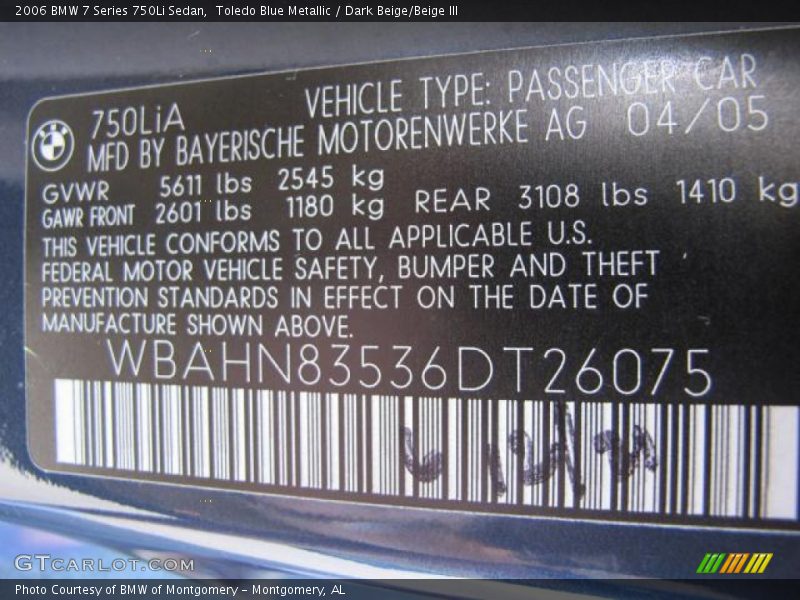 2006 BMW 7 Series 750Li Sedan,  Toledo Blue Metallic / Dark Beige/Beige III
750LiA VEHICLE TYPE: PASSENGER CAR
MFD BY BAYERISCHE MOTORENWERKE AG 04/05
GVWR 5611 lbs 2545 kg
GAWR FRONT 2601 lbs 1180 kg REAR 3108 lbs 1410 kg
THIS VEHICLE CONFORMS TO ALL APPLICABLE U.S.
FEDERAL MOTOR VEHICLE SAFETY, BUMPER AND THEFT
PREVENTION STANDARDS IN EFFECT ON THE DATE OF
MANUFACTURE SHOWN ABOVE.
WBAHN83536DT26075
GTCARLOT.COM
Photo Courtesy of BMW of Montgomery – Montgomery, AL